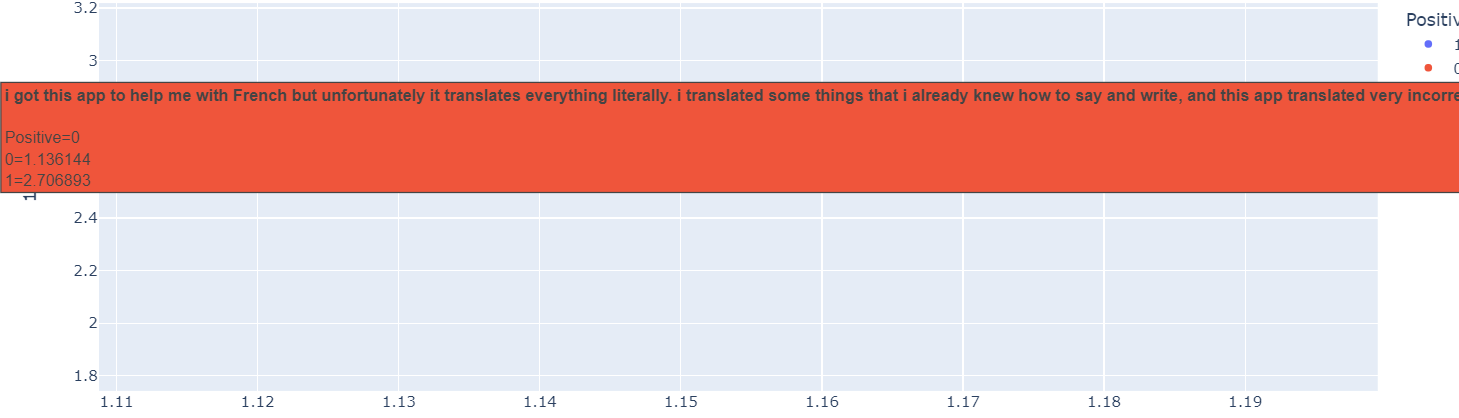 3.2
3
i got this app to help me with French but unfortunately it translates everything literally. i translated some things that i already knew how to say and write, and this app translated very incorre
Positive=0
0=1.136144
1=2.706893
1
2.4
2.2
2
1.8
1.11 1.12 1.13 1.14 1.15 1.16 1.17 1.18 1.19
Positiv
1
0